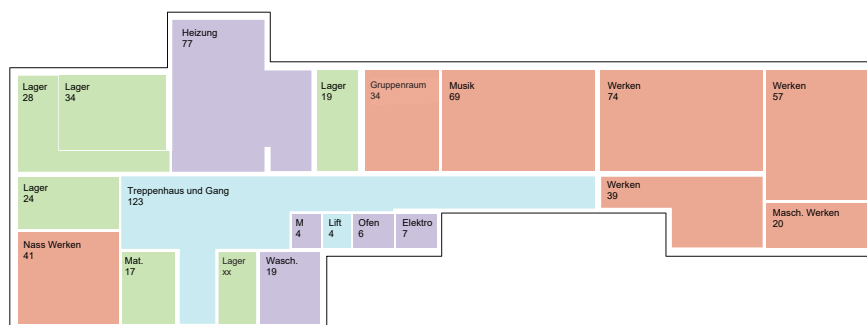 Heizung
77
Lager
28
Lager
34
Lager
19
Gruppenraum
34
Musik
69
Werken
74
Werken
57
Lager
24
Treppenhaus und Gang
123
Werken
39
Masch. Werken
20
M
4
Lift
4
Ofen
6
Elektro
7
Nass Werken
41
Mat.
17
Lager
xx
Wasch.
19